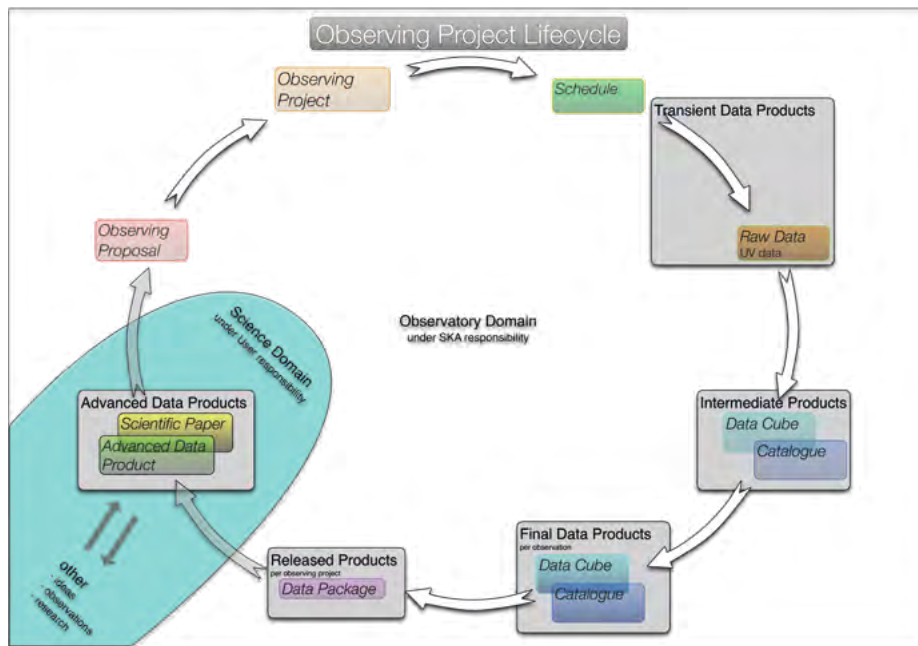 Observing Project Lifecycle
Observing
Project
Schedule
Transient Data Products
Raw Data
UV data
Observing
Proposal
Observatory Domain
under SKA responsibility
Science Domain
under User responsibility
Advanced Data Products
Scientific Paper
Advanced Data
Product
Intermediate Products
Data Cube
Catalogue
Final Data Products
per observation
Data Cube
Catalogue
Released Products
per observing project
Data Package
other
- ideas
- observations
- research